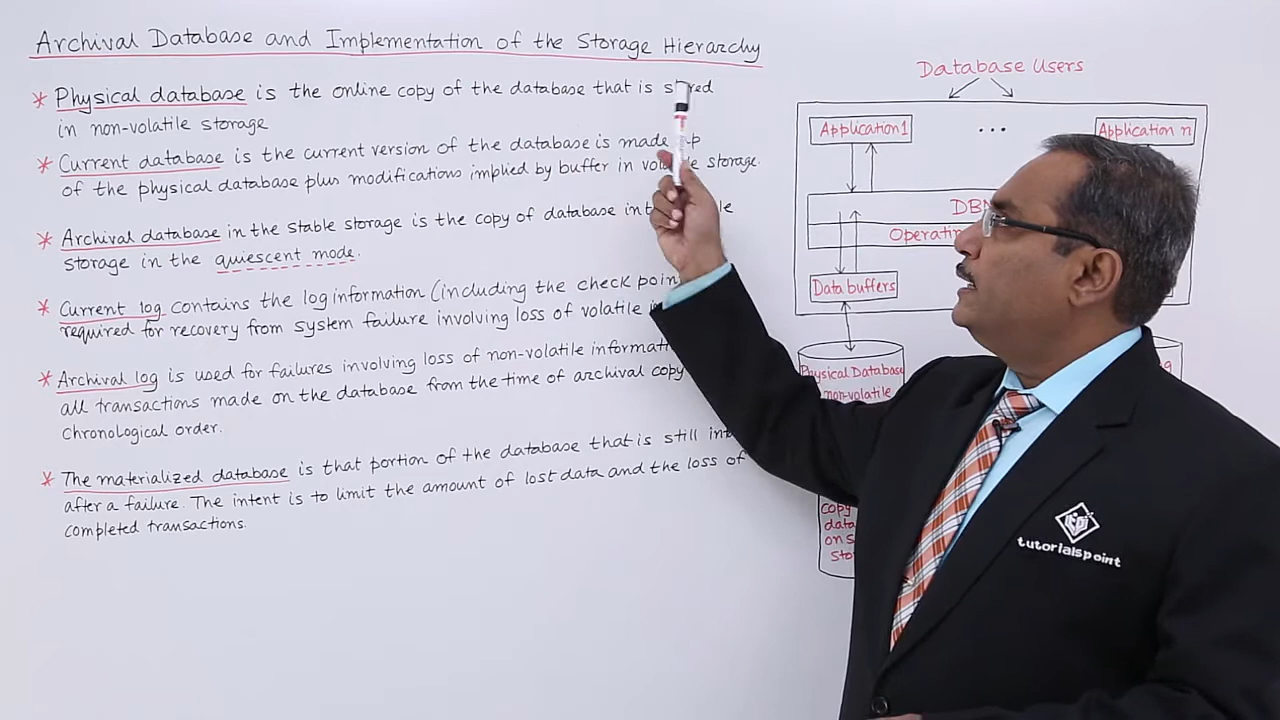 Archival Database and Implementation of the Storage Hierarchy
* Physical database is the online copy of the database that is stored
in non-volatile storage
* Current database is the current version of the database is made up
of the physical database plus modifications implied by buffer in volatile storage.
* Archival database in the stable storage is the copy of database in
storage in the quiescent mode.
* Current log contains the log information (including the check point
required for recovery from system failure involving loss of volatile
* Archival log is used for failures involving loss of non-volatile
all transactions made on the database from the time of archival copy
chronological order.
* The materialized database is that portion of the database that is still
after a failure. The intent is to limit the amount of lost data and the loss of
completed transactions.
Database Users
Application 1 ... Application n
Data buffers
Physical Database
non-volatile
copy
on
tutorialspoint